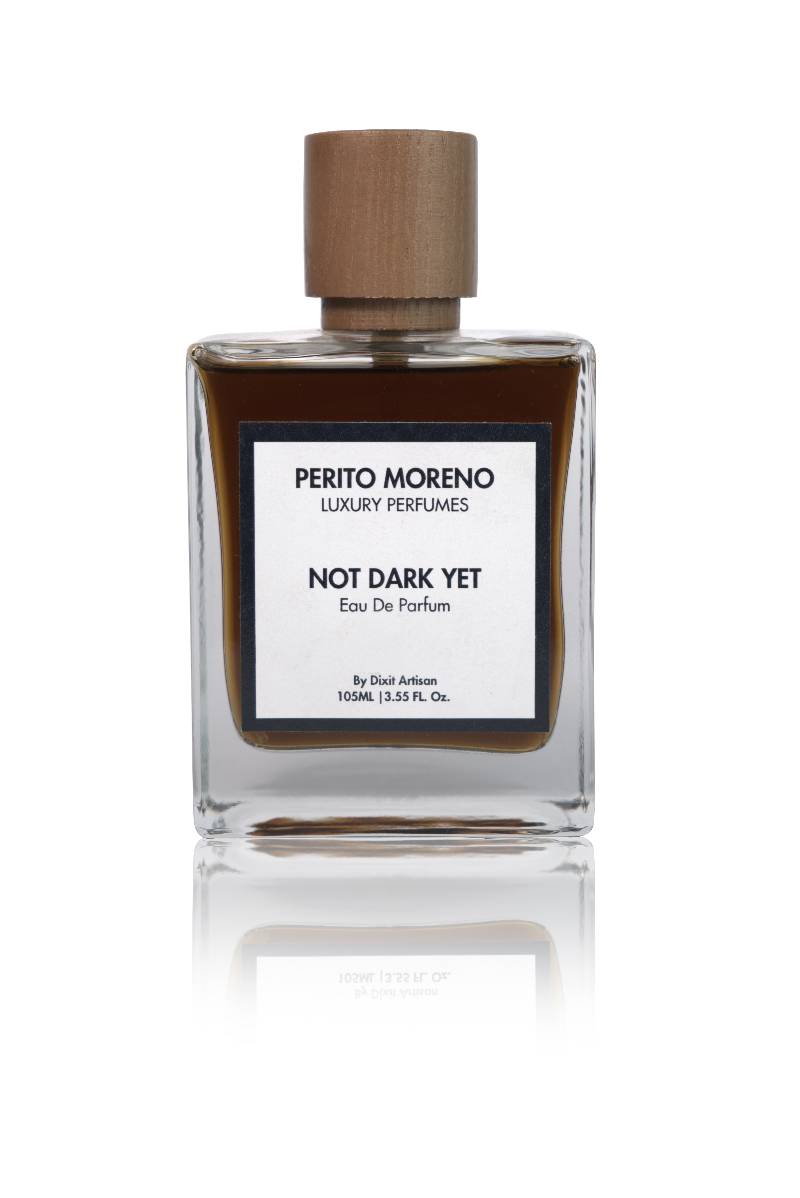 PERITO MORENO
LUXURY PERFUMES
NOT DARK YET
Eau De Parfum
By Dixit Artisan
105ML |3.55 FL. Oz.